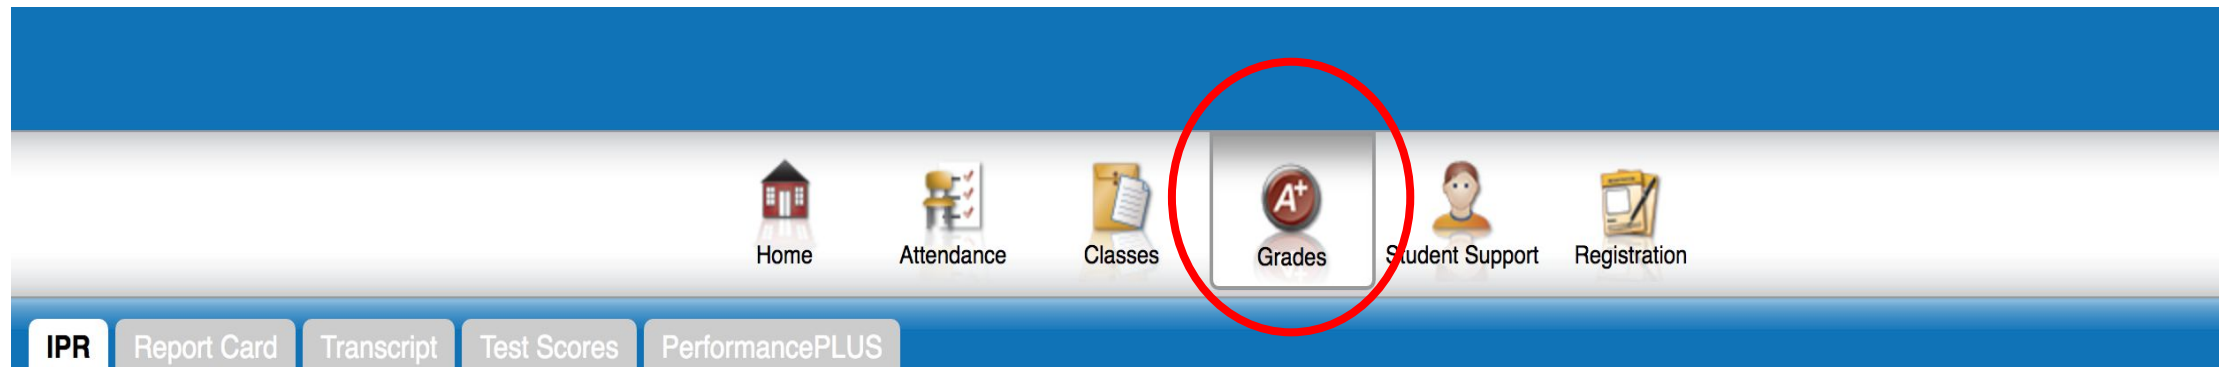 A+
Home Attendance Classes Grades Student Support Registration
IPR Report Card Transcript Test Scores PerformancePLUS